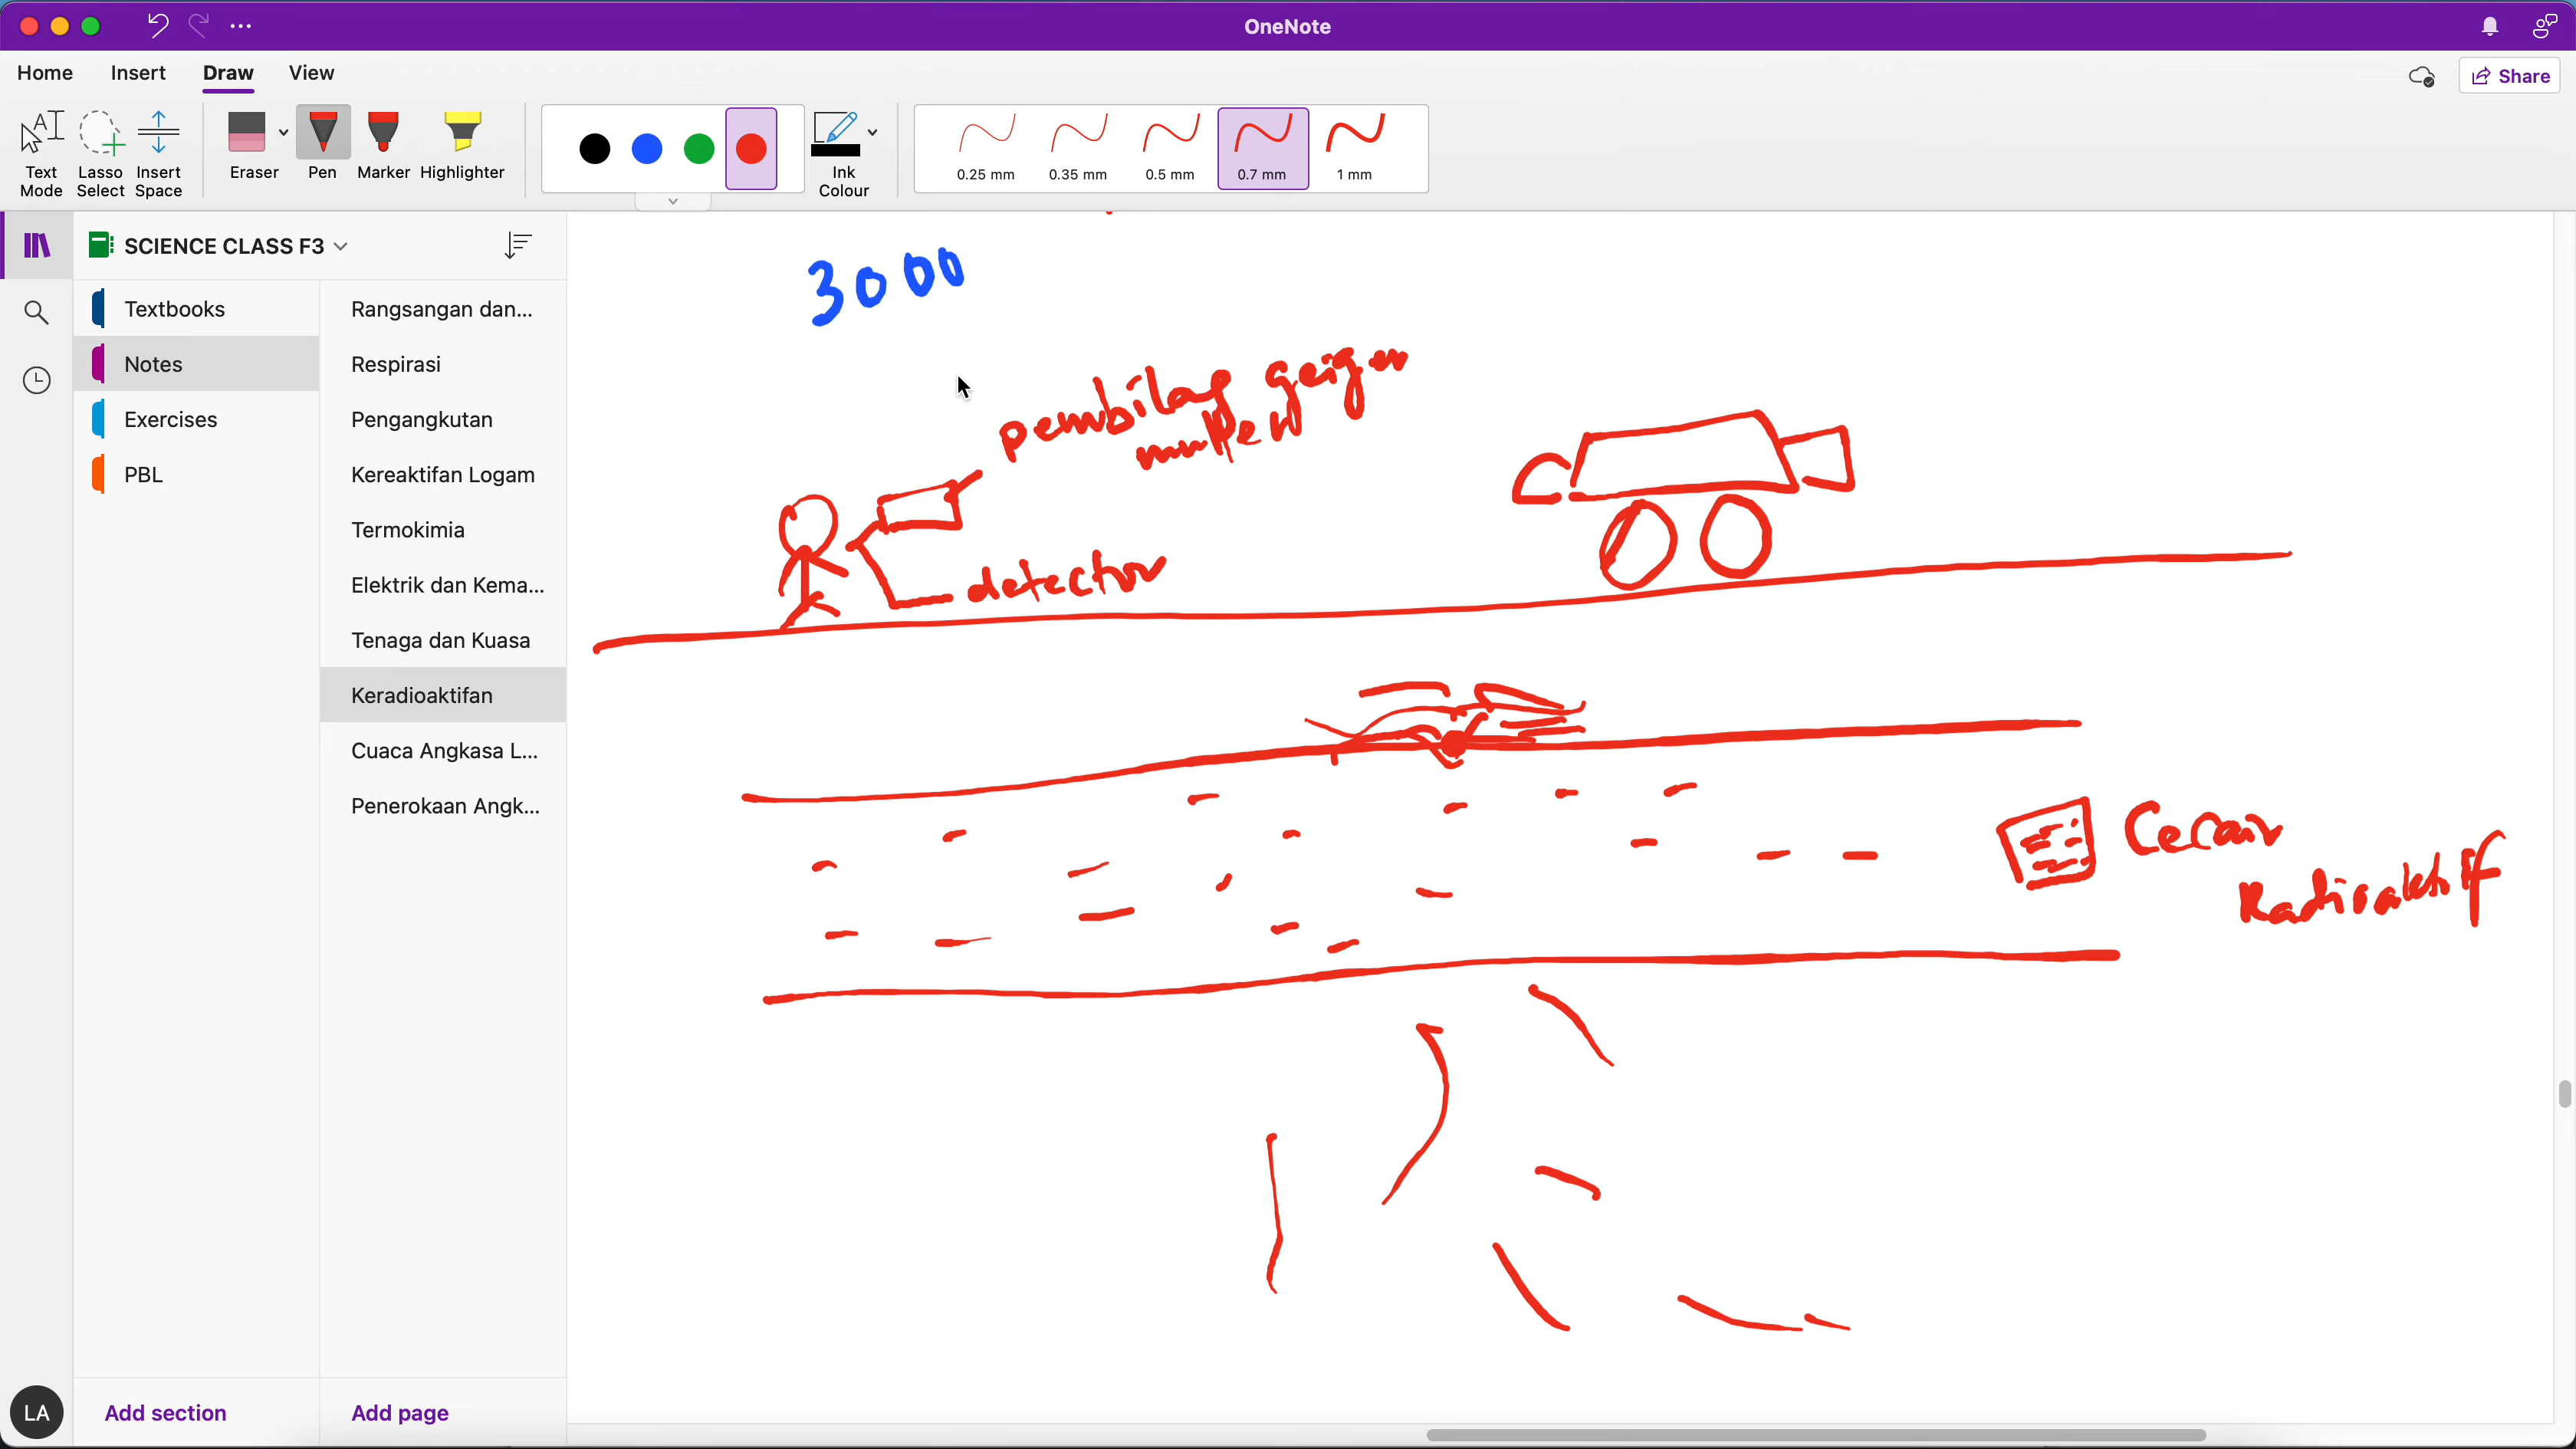 OneNote
Home Insert Draw View
Share
Text Mode
Lasso Select
Insert Space
Eraser
Pen
Marker
Highlighter
Ink Colour
0.25 mm
0.35 mm
0.5 mm
0.7 mm
1 mm
SCIENCE CLASS F3
Textbooks
Notes
Exercises
PBL
Rangsangan dan...
Respirasi
Pengangkutan
Kereaktifan Logam
Termokimia
Elektrik dan Kema...
Tenaga dan Kuasa
Keradioaktifan
Cuaca Angkasa L...
Penerokaan Angk...
LA
Add section
Add page
3000
pembilang geiger
detector
Cecair
Radioaktif